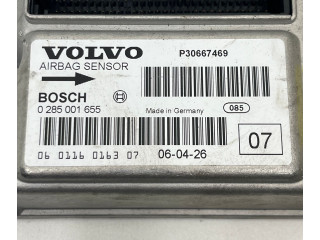 VOLVO P30667469
AIRBAG SENSOR
BOSCH
0 285 001 655 Made in Germany 085
07
06 0116 0163 07 06-04-26